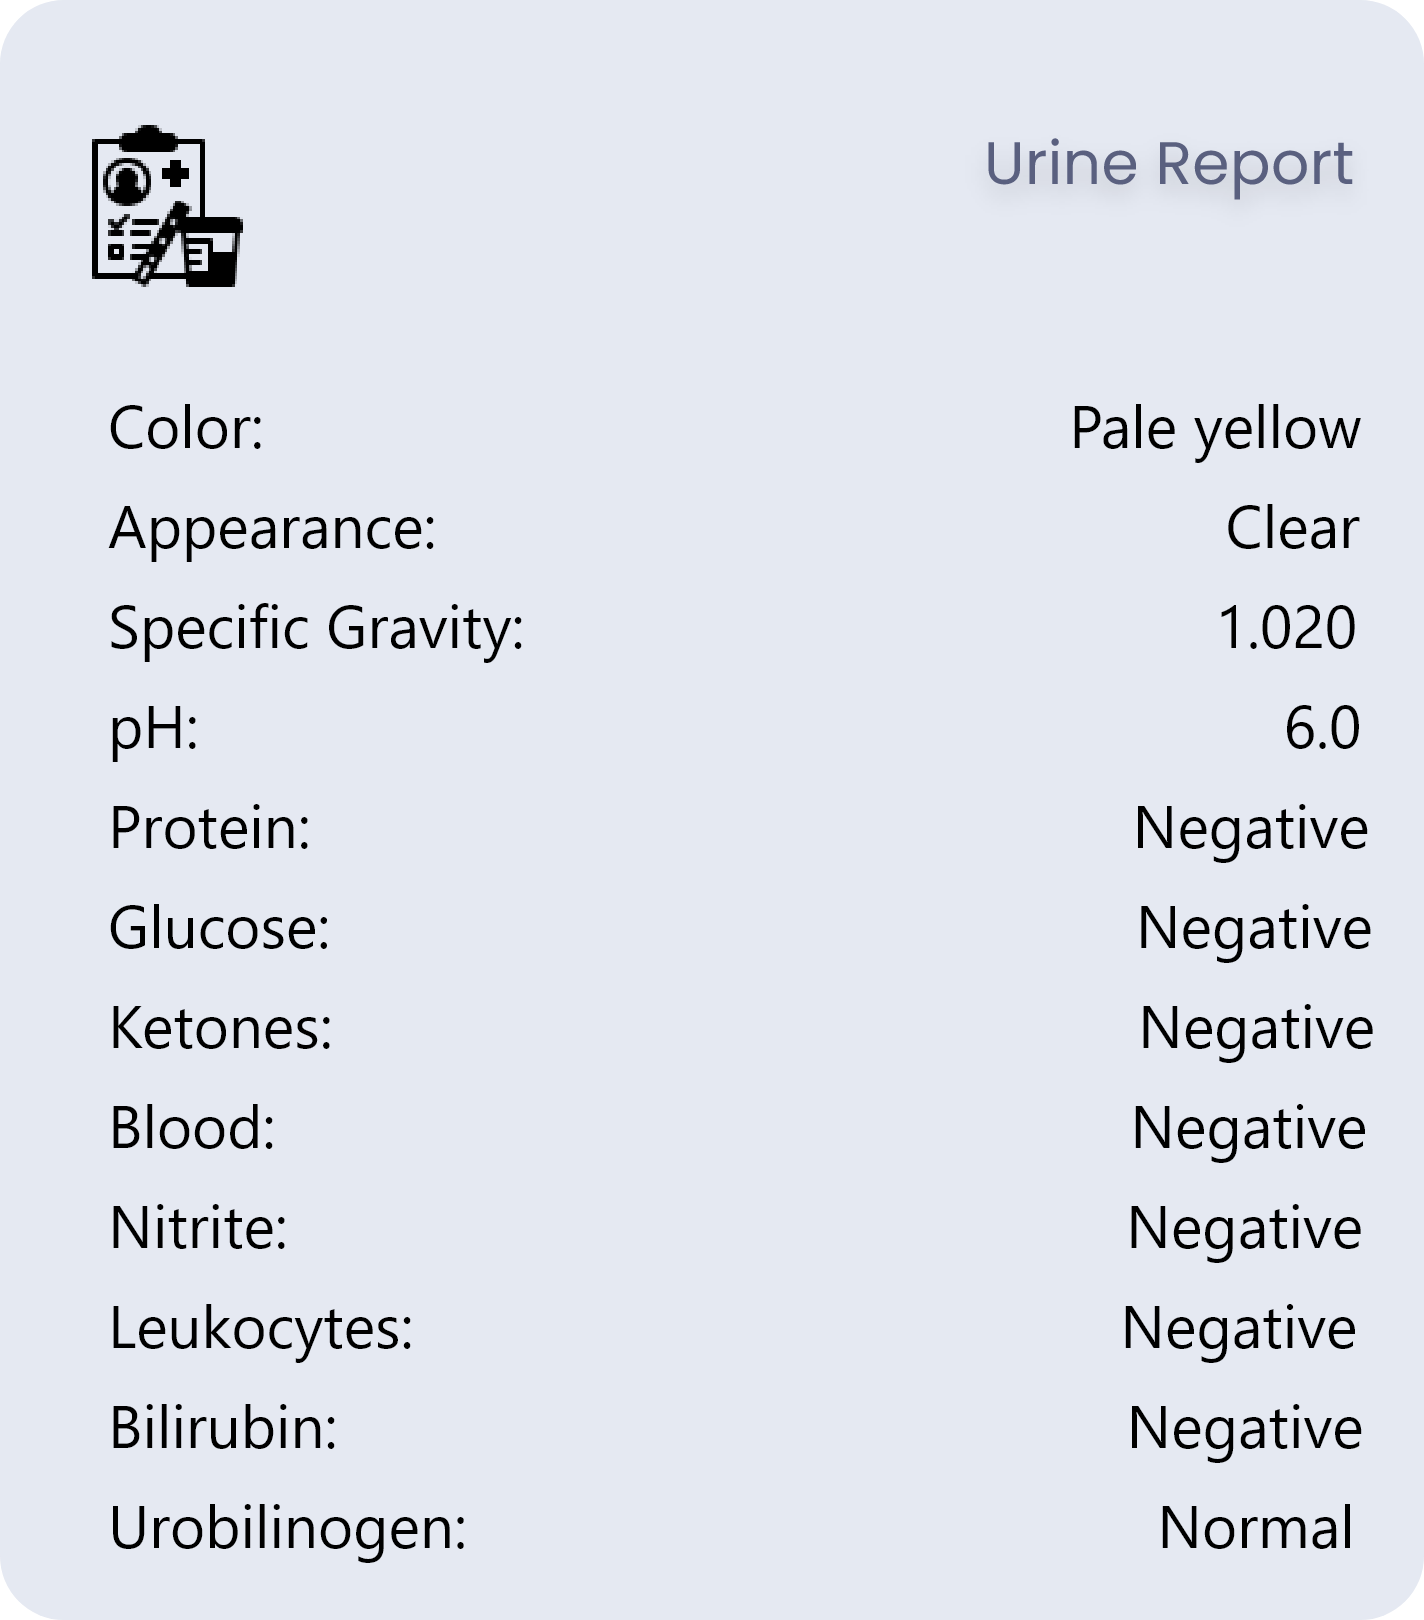 Urine Report
Color: Pale yellow
Appearance: Clear
Specific Gravity: 1.020
pH: 6.0
Protein: Negative
Glucose: Negative
Ketones: Negative
Blood: Negative
Nitrite: Negative
Leukocytes: Negative
Bilirubin: Negative
Urobilinogen: Normal